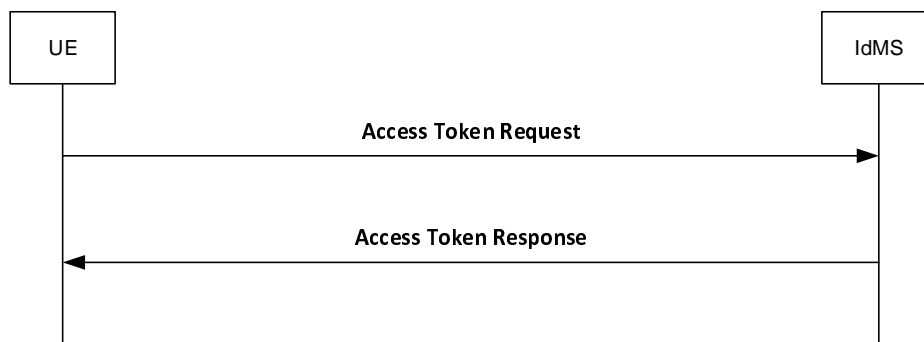 UE
IdMS
Access Token Request
Access Token Response